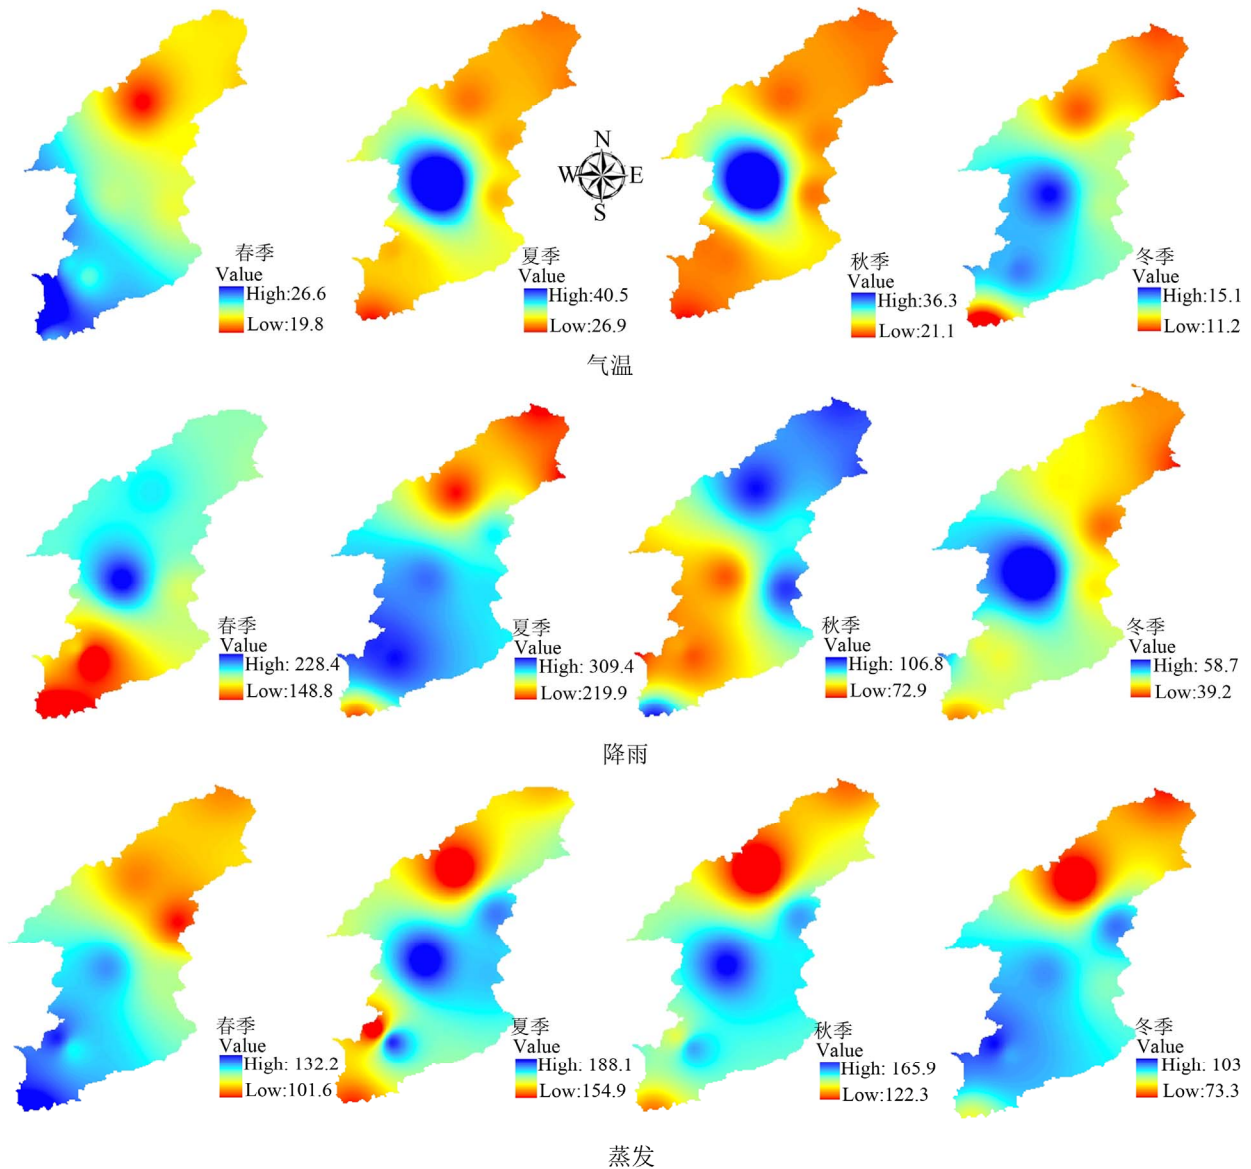 N
W E
S
春季
Value
High:26.6
Low:19.8
夏季
Value
High:40.5
Low:26.9
秋季
Value
High:36.3
Low:21.1
冬季
Value
High:15.1
Low:11.2
气温
春季
Value
High: 228.4
Low:148.8
夏季
Value
High: 309.4
Low:219.9
秋季
Value
High: 106.8
Low:72.9
冬季
Value
High: 58.7
Low:39.2
降雨
春季
Value
High: 132.2
Low:101.6
夏季
Value
High: 188.1
Low:154.9
秋季
Value
High: 165.9
Low:122.3
冬季
Value
High: 103
Low:73.3
蒸发